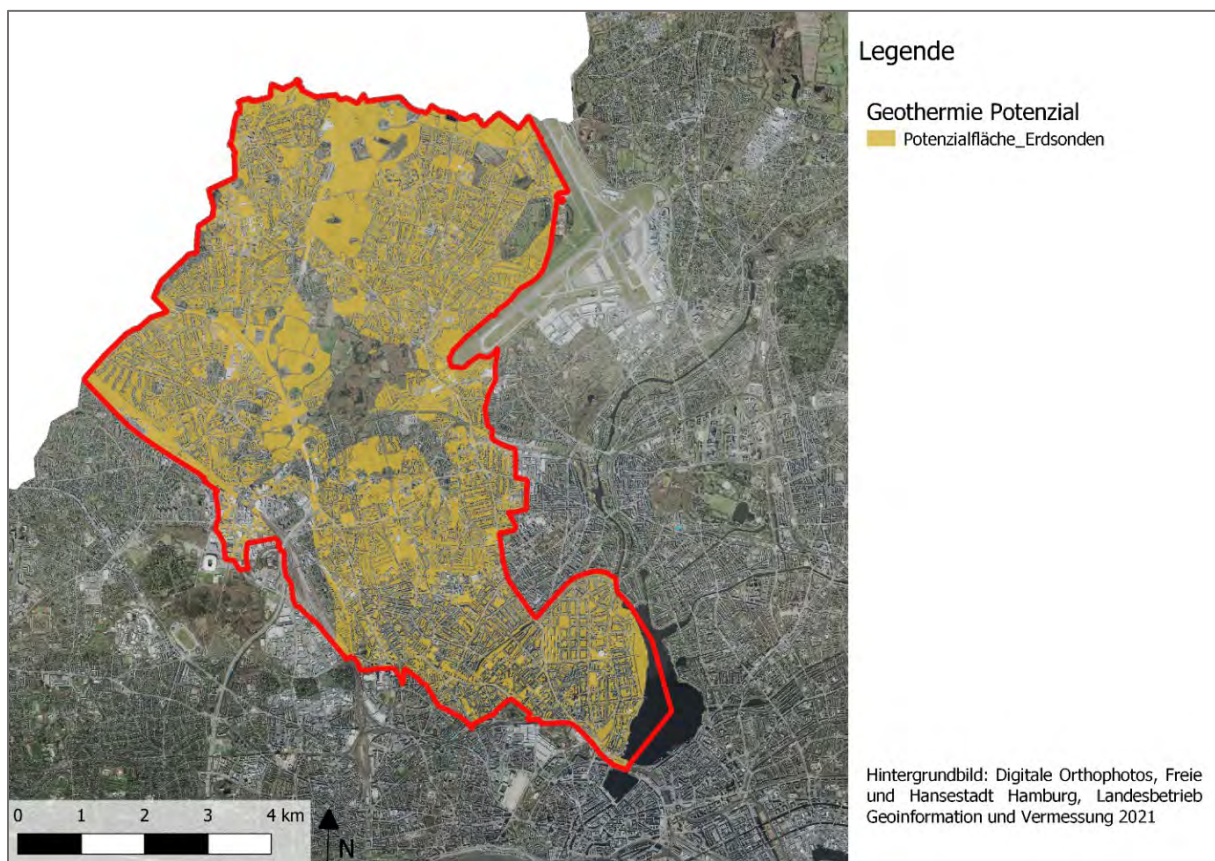 Legende
Geothermie Potenzial
Potenzialfläche_Erdsonden
Hintergrundbild: Digitale Orthophotos, Freie
und Hansestadt Hamburg, Landesbetrieb
Geoinformation und Vermessung 2021
0 1 2 3 4 km
N